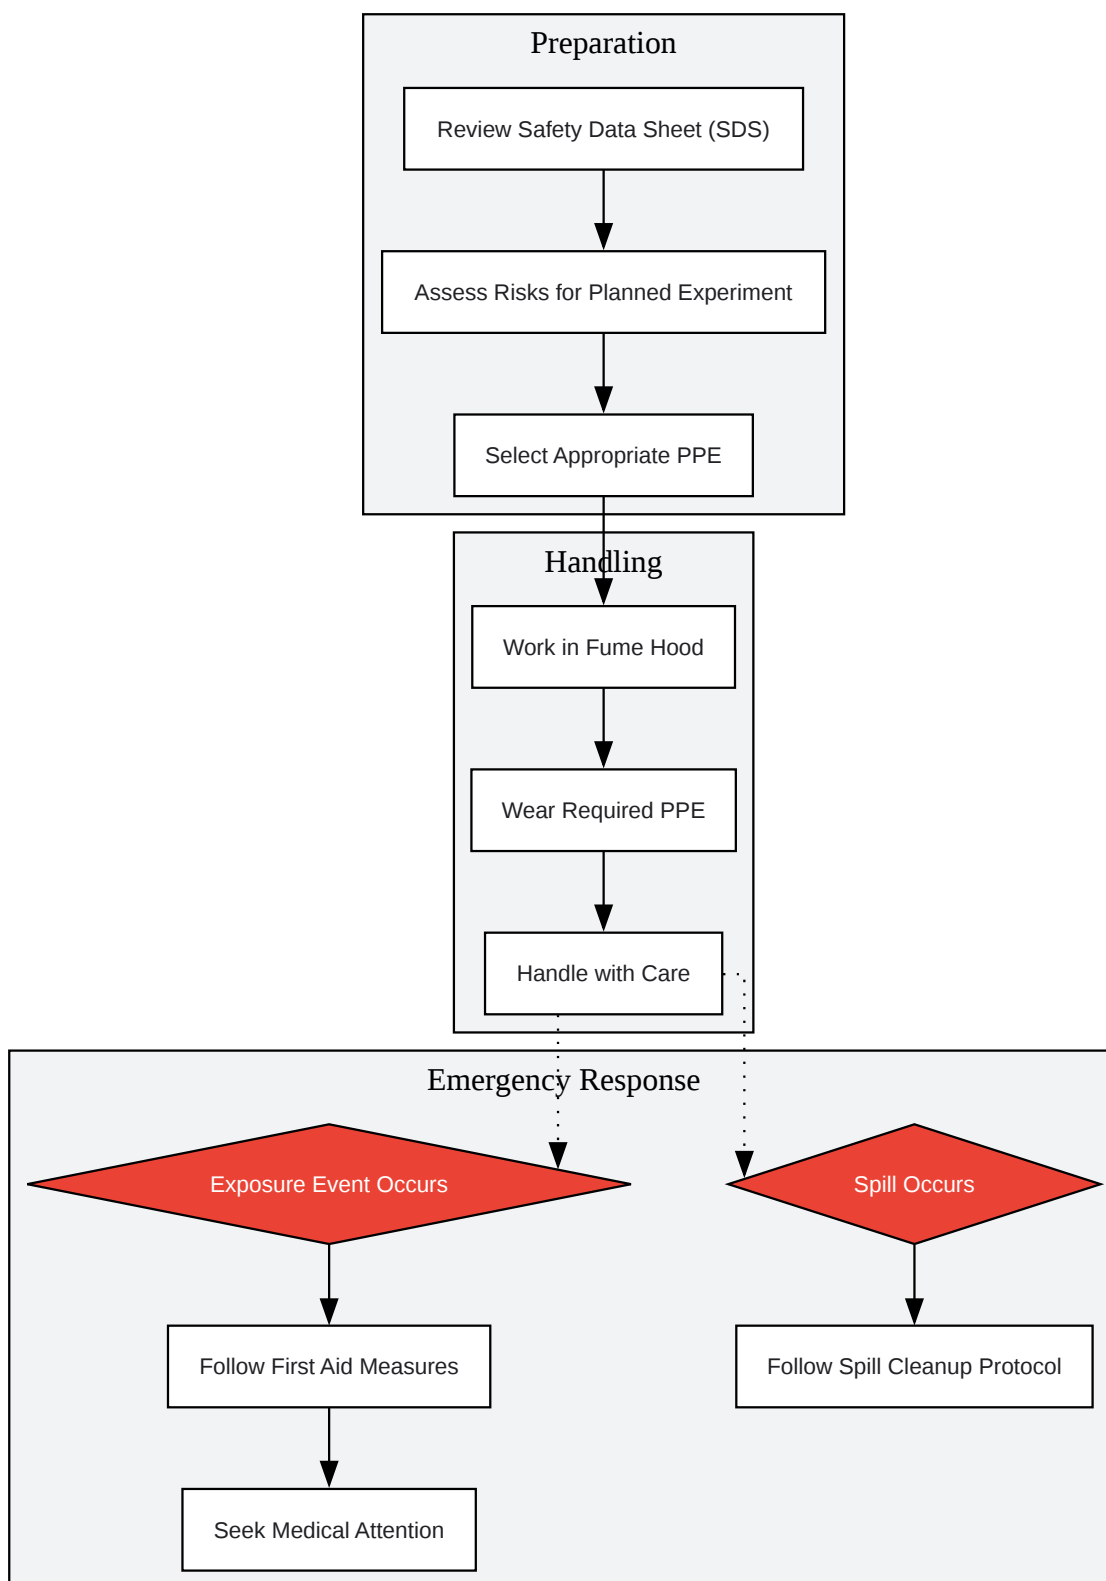 Preparation
Review Safety Data Sheet (SDS)
Assess Risks for Planned Experiment
Select Appropriate PPE
Handling
Work in Fume Hood
Wear Required PPE
Handle with Care
Emergency Response
Exposure Event Occurs
Spill Occurs
Follow First Aid Measures
Follow Spill Cleanup Protocol
Seek Medical Attention